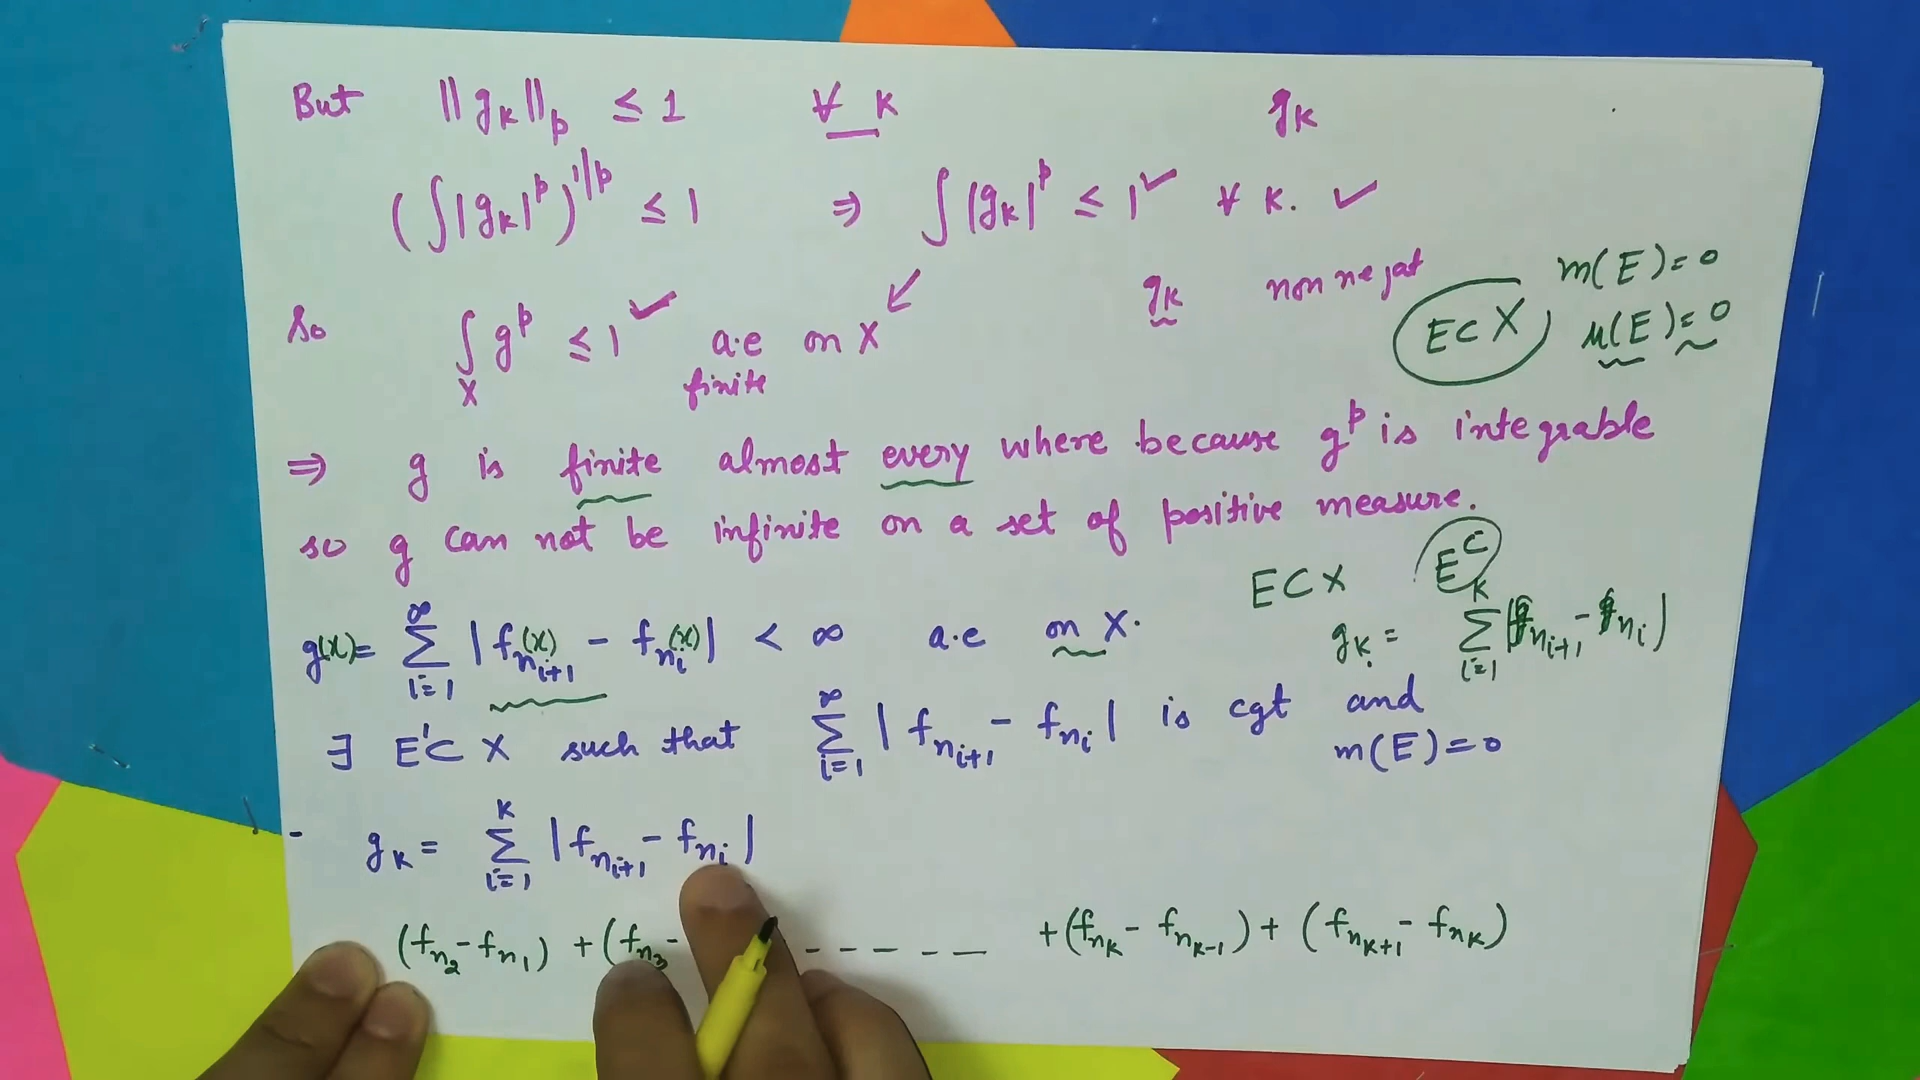 But ||g_K||_p ≤ 1 ∀ K g_K
(∫|g_K|^p)^{1/p} ≤ 1 ⇒ ∫|g_K|^p ≤ 1 ✓ ∀ K. ✓
g_K non negat m(E)=0
So ∫_X g^p ≤ 1 ✓ a.e on X E⊂X μ(E)=0
finite
⇒ g is finite almost every where because g^p is integrable
so g can not be infinite on a set of positive measure.
E⊂X E^C
g(x)= ∑_{i=1}^∞ |f_{n_{i+1}}(x) - f_{n_i}(x)| < ∞ a.e on X. g_K = ∑_{i=1}^K |f_{n_{i+1}} - f_{n_i}|
∃ E'⊂X such that ∑_{i=1}^∞ |f_{n_{i+1}} - f_{n_i}| is cgt and
m(E)=0
- g_K = ∑_{i=1}^K |f_{n_{i+1}} - f_{n_i}|
(f_{n_2} - f_{n_1}) + (f_{n_3} - - - - - - + (f_{n_K} - f_{n_{K-1}}) + (f_{n_{K+1}} - f_{n_K})